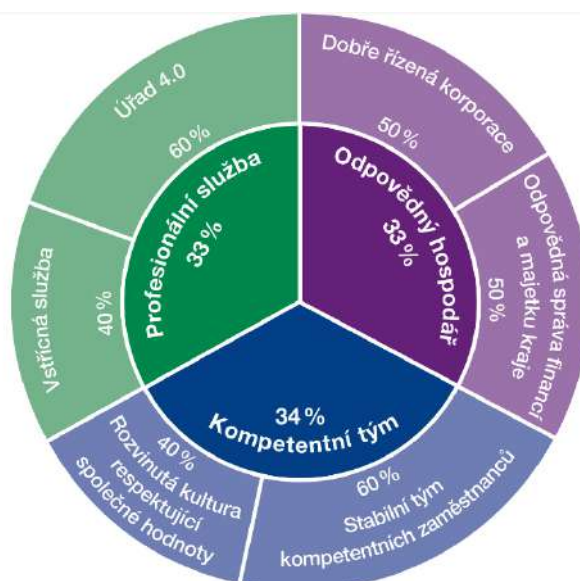 Úřad 4.0
60 %
Vstřícná služba
40 %
Profesionální služba
33 %
Dobře řízená korporace
50 %
Odpovědná správa financí
a majetku kraje
50 %
Odpovědný hospodář
33 %
34 %
Kompetentní tým
40 %
Rozvinutá kultura
respektující
společné hodnoty
60 %
Stabilní tým
kompetentních zaměstnanců